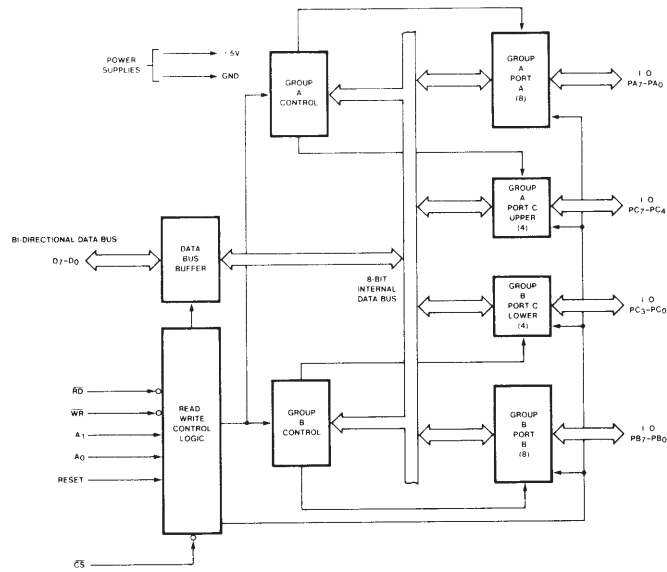 POWER
SUPPLIES
+5V
GND
GROUP
A
CONTROL
GROUP
A
PORT
A
(8)
I O
PA7-PA0
GROUP
A
PORT C
UPPER
(4)
I O
PC7-PC4
BI-DIRECTIONAL DATA BUS
D7-D0
DATA
BUS
BUFFER
8-BIT
INTERNAL
DATA BUS
GROUP
B
PORT C
LOWER
(4)
I O
PC3-PC0
RD
WR
A1
A0
RESET
CS
READ
WRITE
CONTROL
LOGIC
GROUP
B
CONTROL
GROUP
B
PORT
B
(8)
I O
PB7-PB0